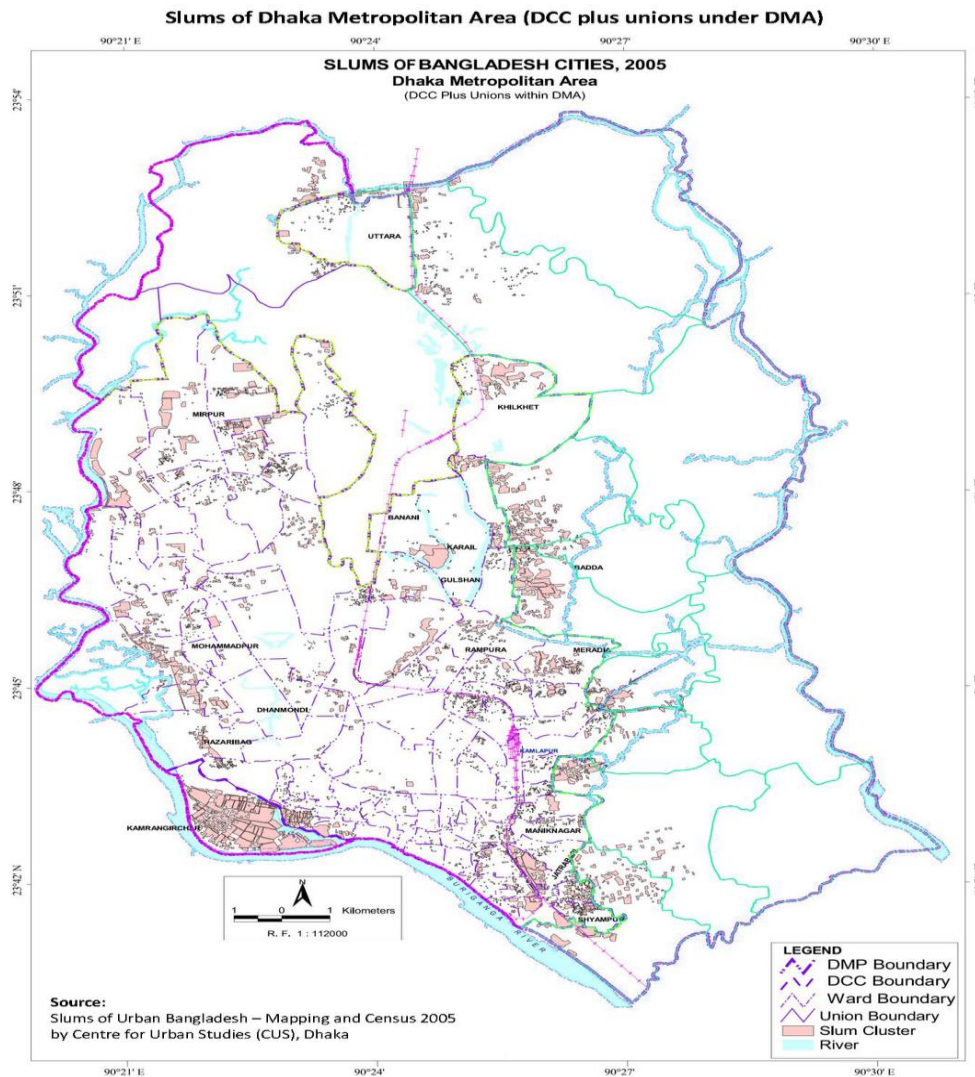 Slums of Dhaka Metropolitan Area (DCC plus unions under DMA)
90°21' E
90°24' E
90°27' E
90°30' E
SLUMS OF BANGLADESH CITIES, 2005
Dhaka Metropolitan Area
(DCC Plus Unions within DMA)
23°54'
UTTARA
23°51'
KHILKHET
MIRPUR
23°48'
BANANI
KARAIL
BADDA
GULSHAN
MOHAMMADPUR
RAMPURA
MERADIA
23°45'
DHANMONDI
HAZARIBAG
KAMLAPUR
KAMRANGIRCHAR
MANIKNAGAR
23°42' N
SHYAMPUR
BURIGANGA RIVER
N
1 0 1 Kilometers
R. F. 1 : 112000
LEGEND
DMP Boundary
DCC Boundary
Ward Boundary
Union Boundary
Slum Cluster
River
Source:
Slums of Urban Bangladesh – Mapping and Census 2005
by Centre for Urban Studies (CUS), Dhaka
90°21' E
90°24' E
90°27' E
90°30' E